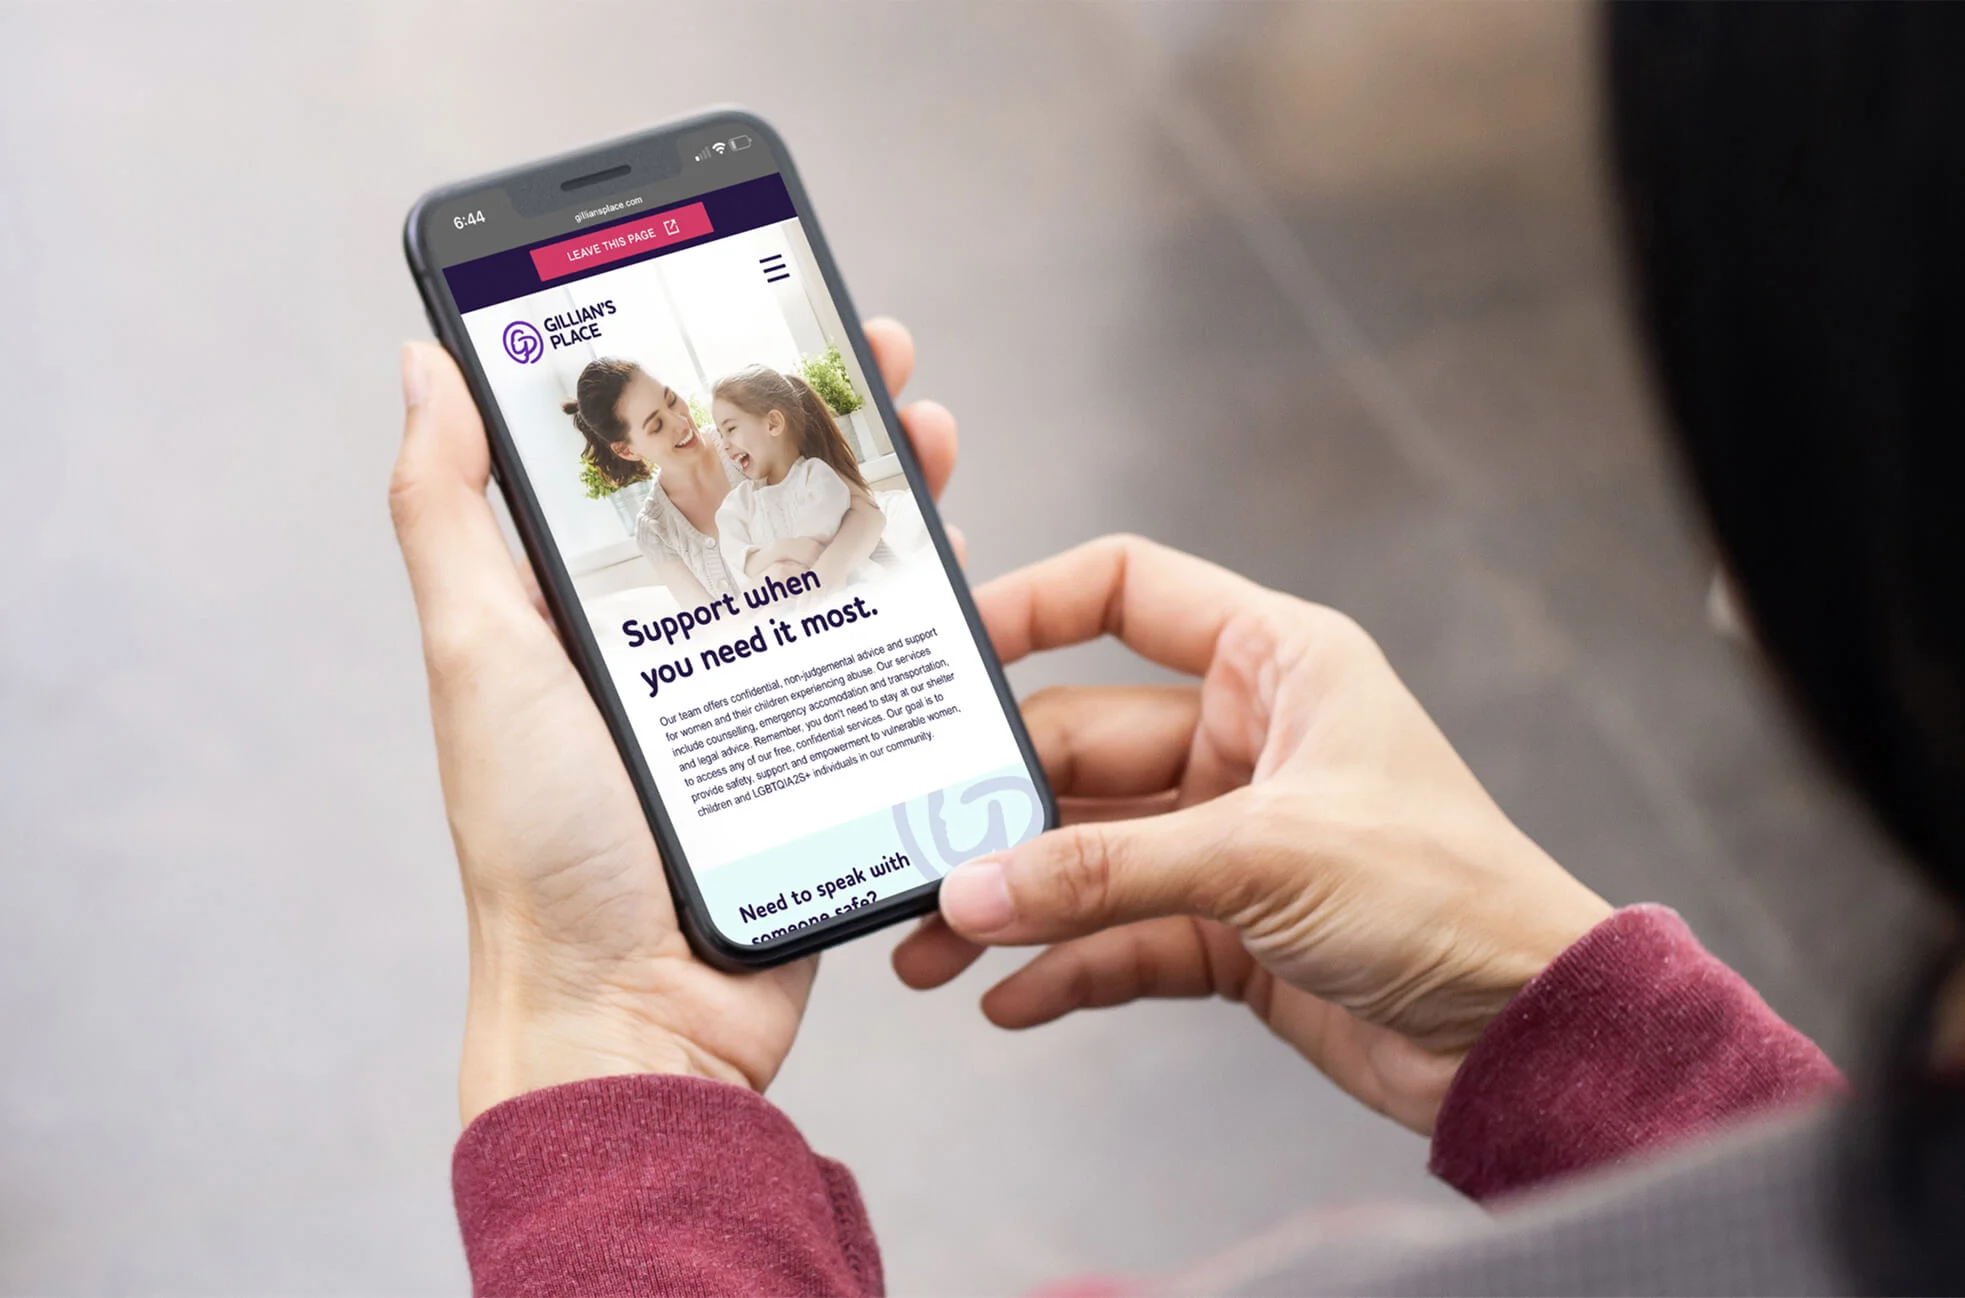 6:44
gilliansplace.com
LEAVE THIS PAGE
GILLIAN'S
PLACE
Support when
you need it most.
Our team offers confidential, non-judgemental advice and support
for women and their children experiencing abuse. Our services
include counselling, emergency accomodation and transportation,
and legal advice. Remember, you don't need to stay at our shelter
to access any of our free, confidential services. Our goal is to
provide safety, support and empowerment to vulnerable women,
children and LGBTQIA2S+ individuals in our community.
Need to speak with
someone safe?